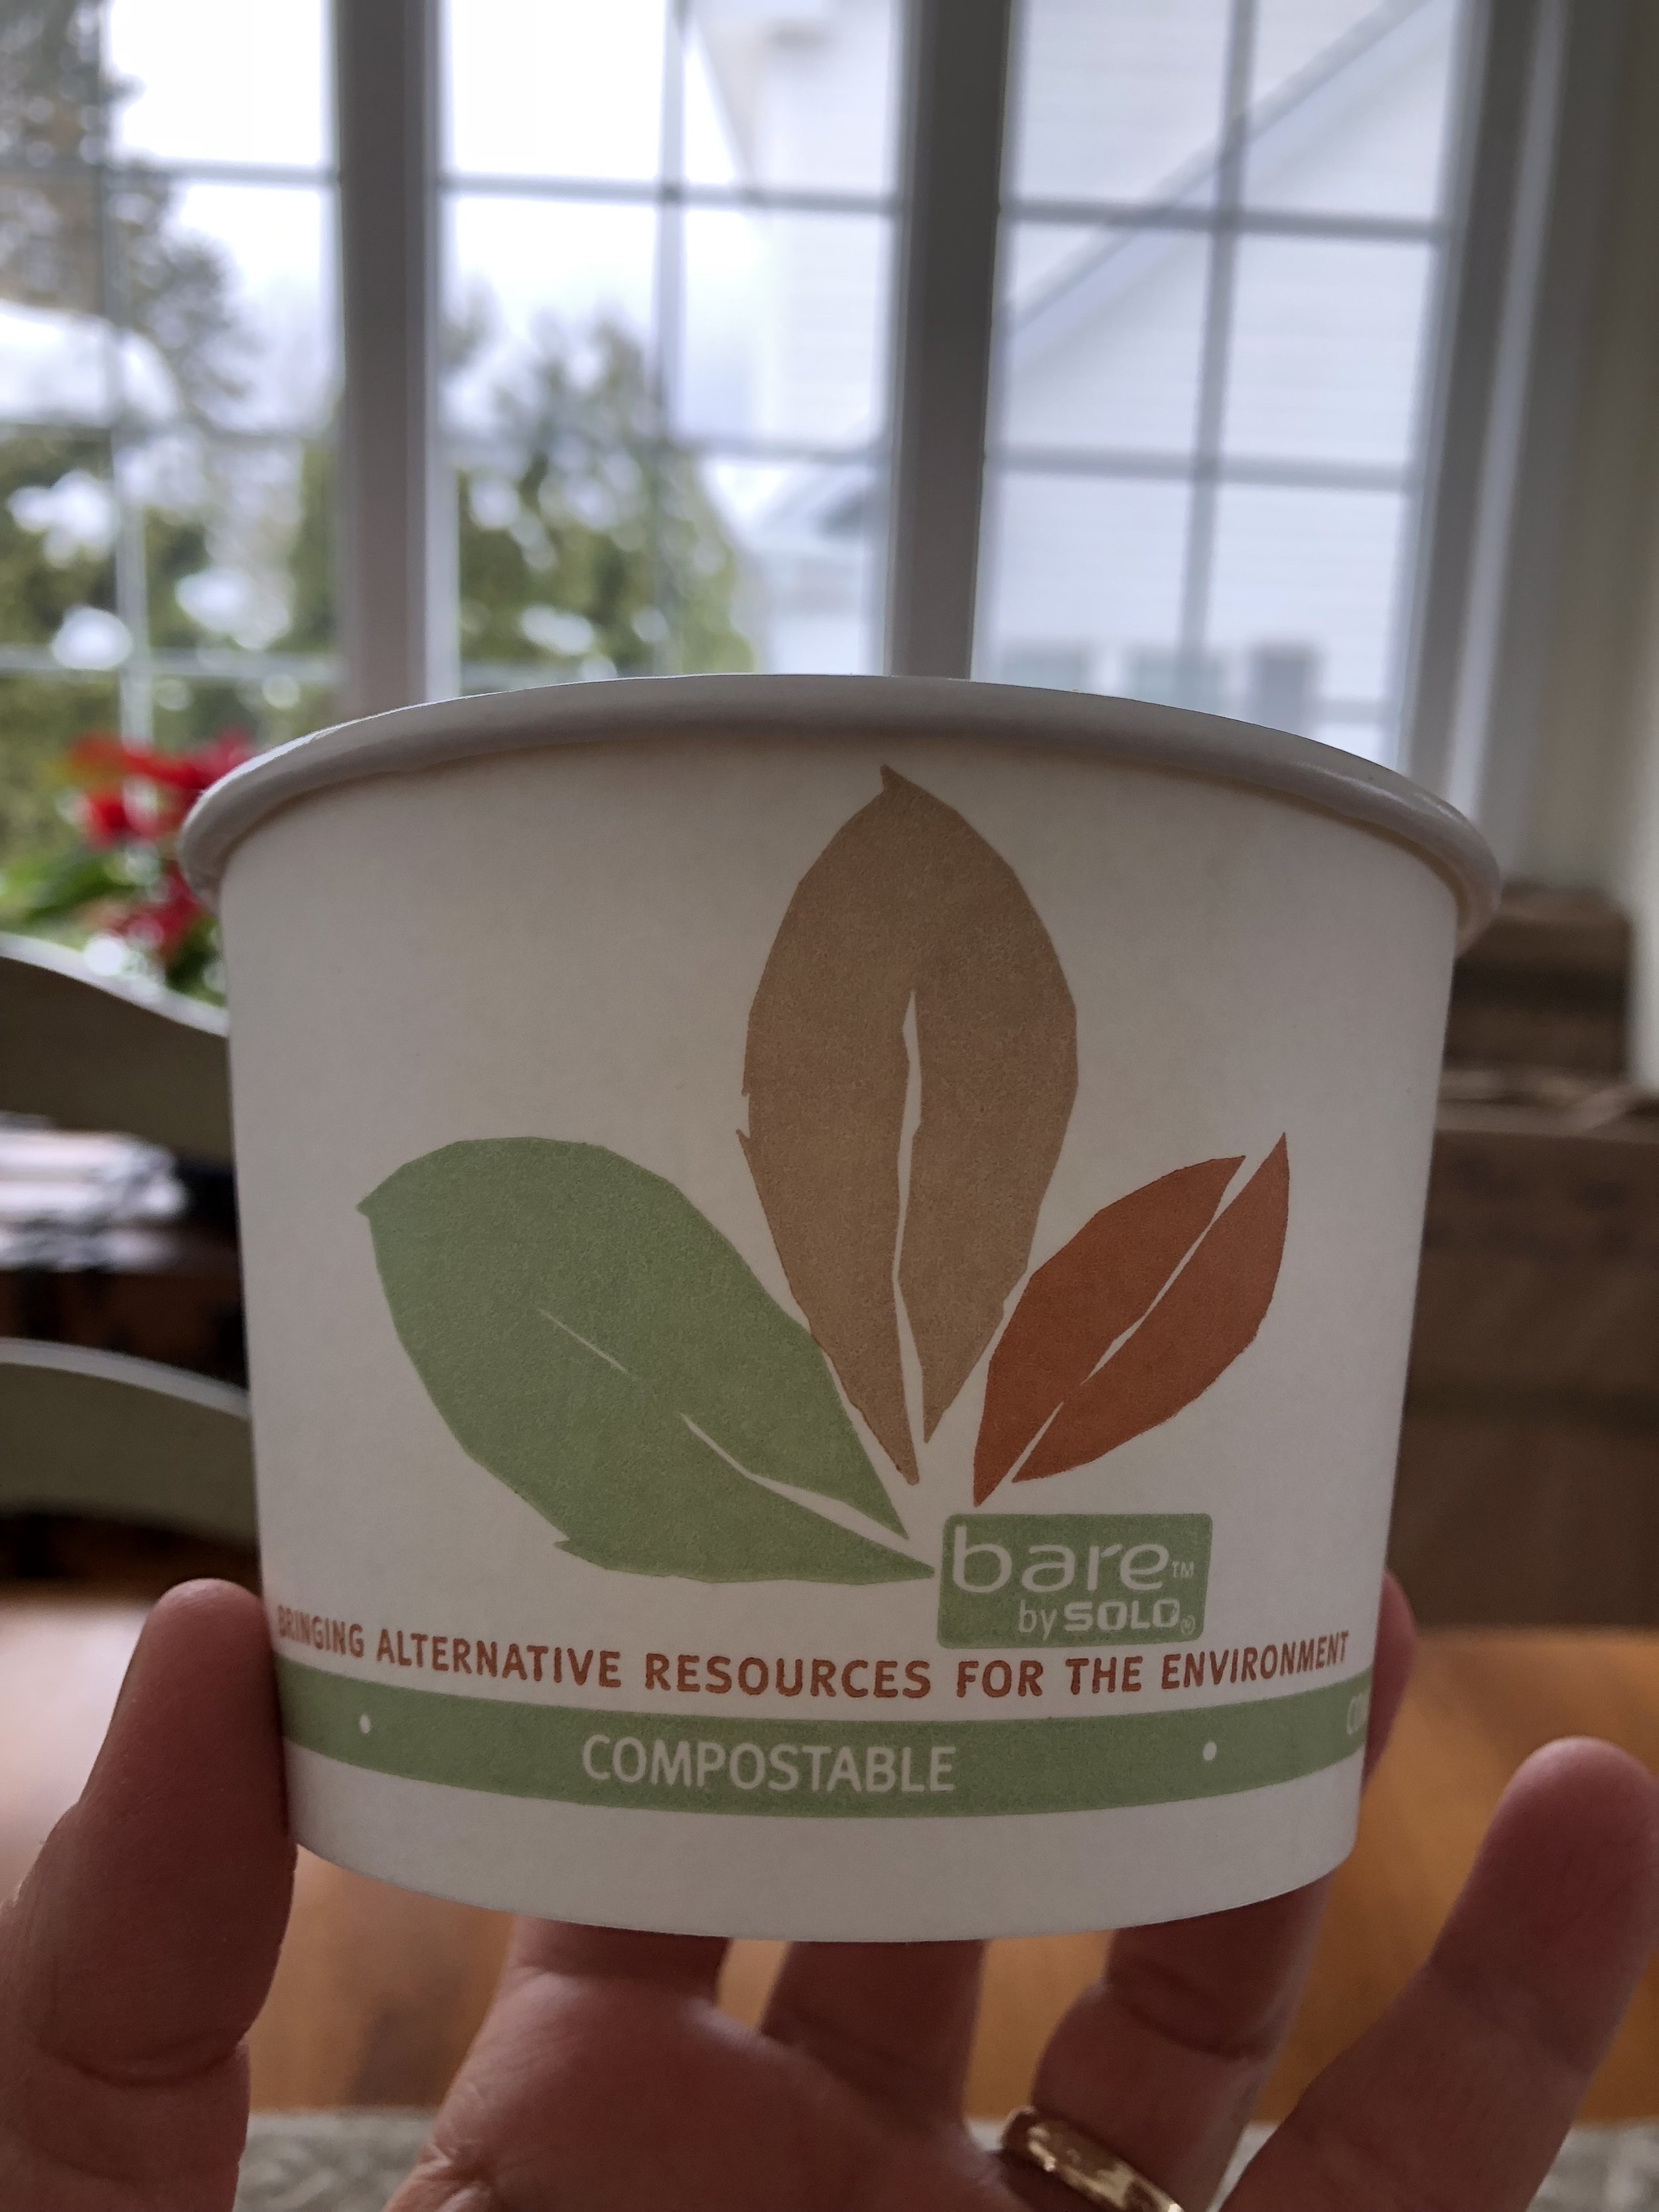 bare™
by SOLO®
BRINGING ALTERNATIVE RESOURCES FOR THE ENVIRONMENT
COMPOSTABLE